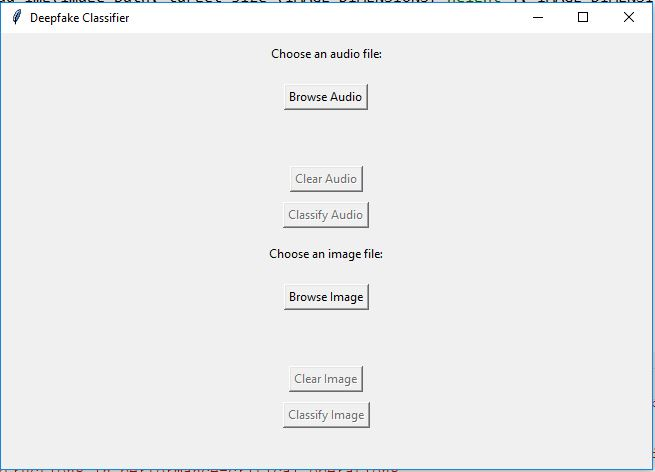 Deepfake Classifier
Choose an audio file:
Browse Audio
Clear Audio
Classify Audio
Choose an image file:
Browse Image
Clear Image
Classify Image